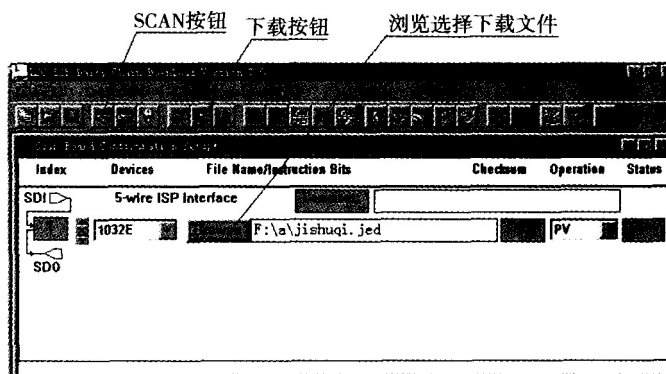 SCAN按钮 下载按钮 浏览选择下载文件
Index Devices File Name/Instruction Bits Checksum Operation Status
SDI 5-wire ISP Interface
1032E F:\a\jishuqi.jed PV
SDO